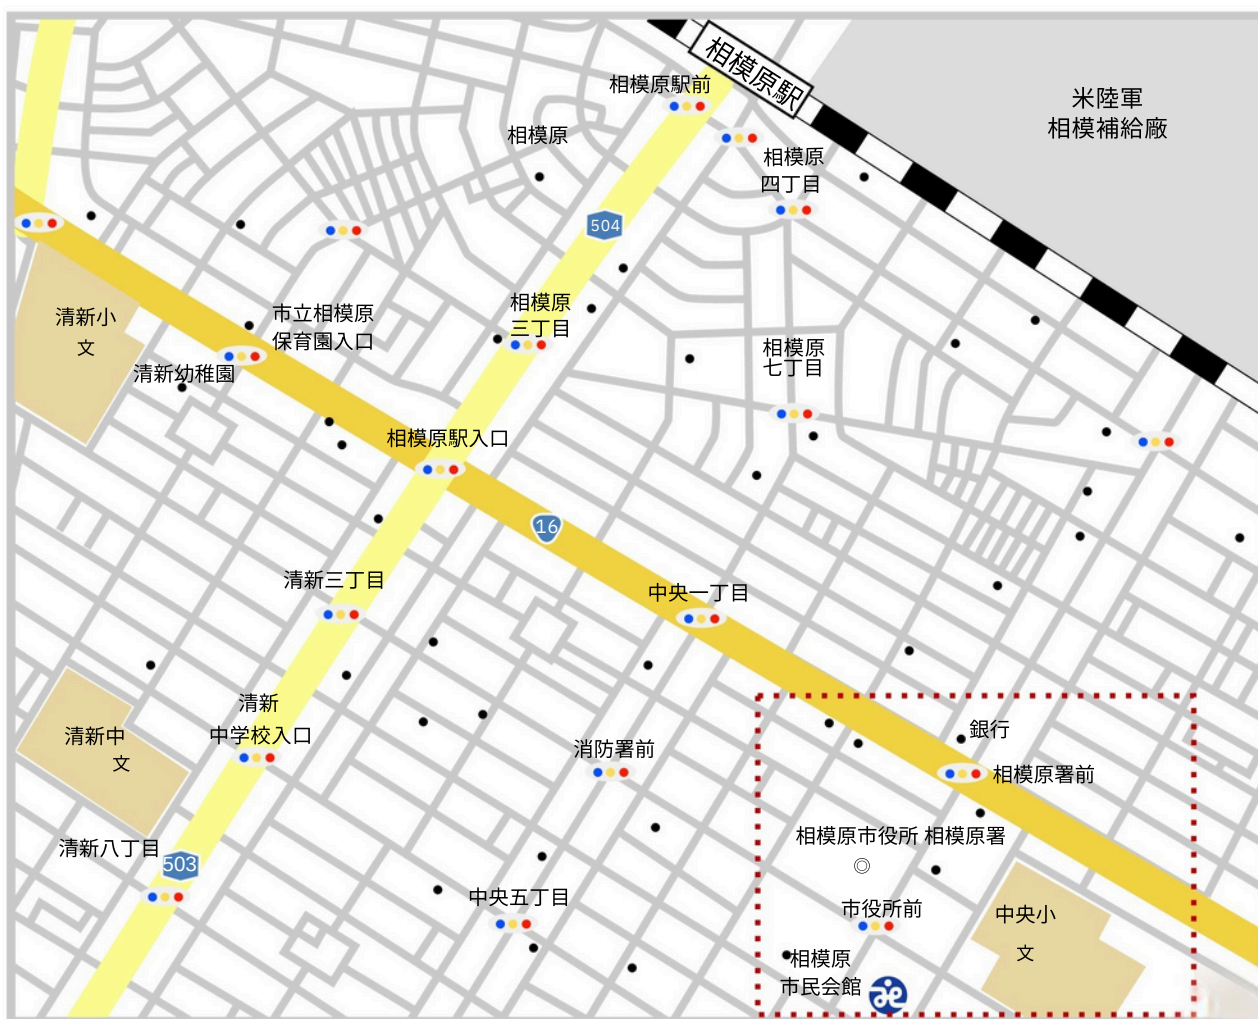 相模原駅
相模原駅前
米陸軍
相模補給廠
相模原
相模原
四丁目
504
相模原
三丁目
市立相模原
保育園入口
清新小
文
清新幼稚園
相模原
七丁目
相模原駅入口
16
清新三丁目
中央一丁目
清新
中学校入口
清新中
文
消防署前
銀行
相模原署前
相模原市役所 相模原署
清新八丁目
503
中央五丁目
市役所前
中央小
文
相模原
市民会館